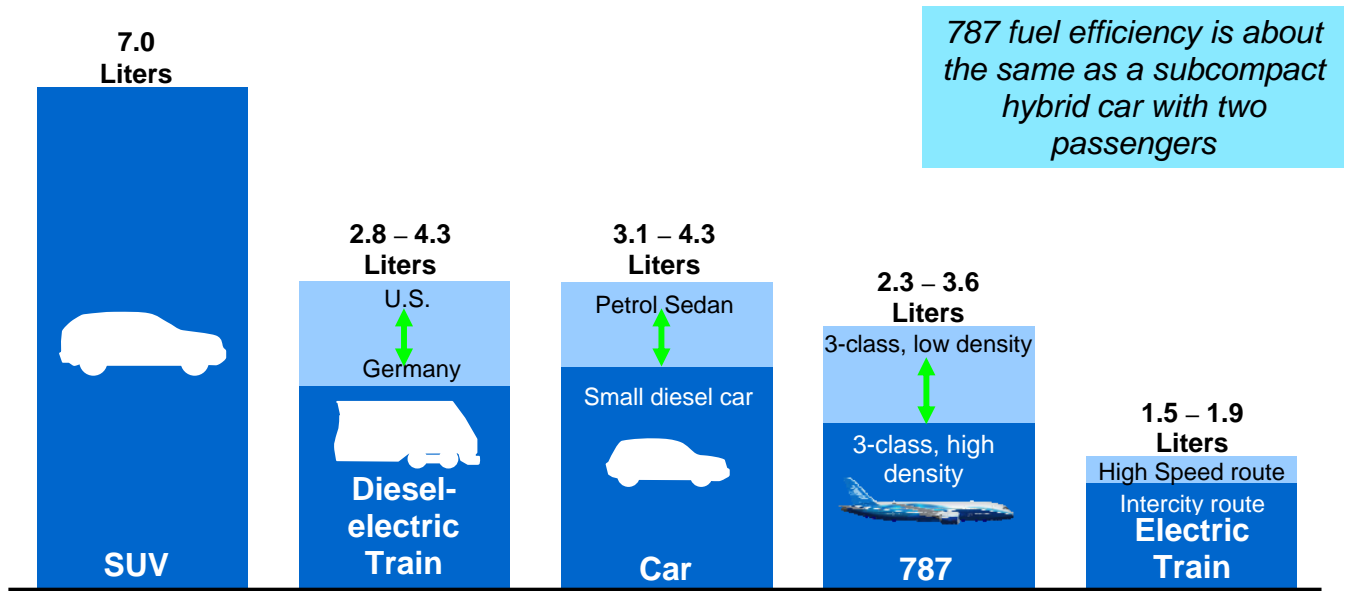 787 fuel efficiency is about
the same as a subcompact
hybrid car with two
passengers
7.0
Liters
SUV
2.8 – 4.3
Liters
U.S.
Germany
Diesel-
electric
Train
3.1 – 4.3
Liters
Petrol Sedan
Small diesel car
Car
2.3 – 3.6
Liters
3-class, low density
3-class, high
density
787
1.5 – 1.9
Liters
High Speed route
Intercity route
Electric
Train